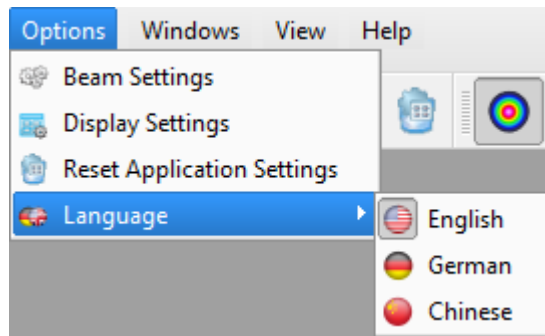 Options Windows View Help
Beam Settings
Display Settings
Reset Application Settings
Language
English
German
Chinese